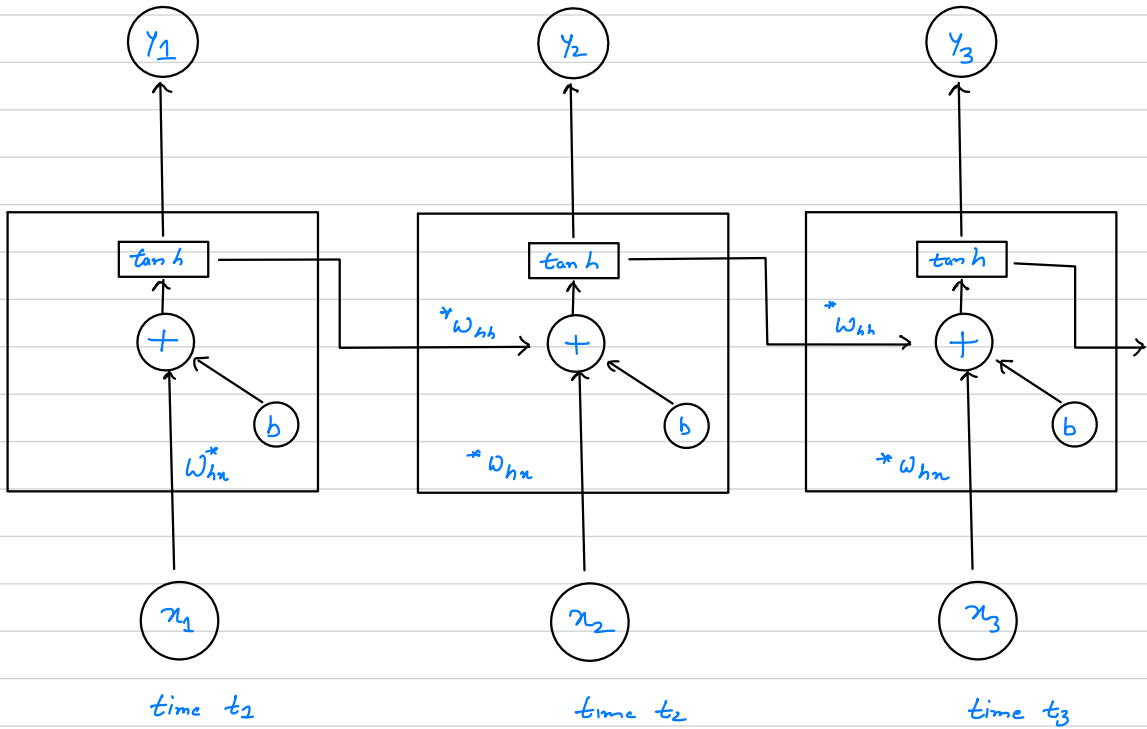 y1 y2 y3
tanh tanh tanh
*Whh *Whh
+ + +
b b b
W*hx *Whx *Whx
x1 x2 x3
time t1 time t2 time t3